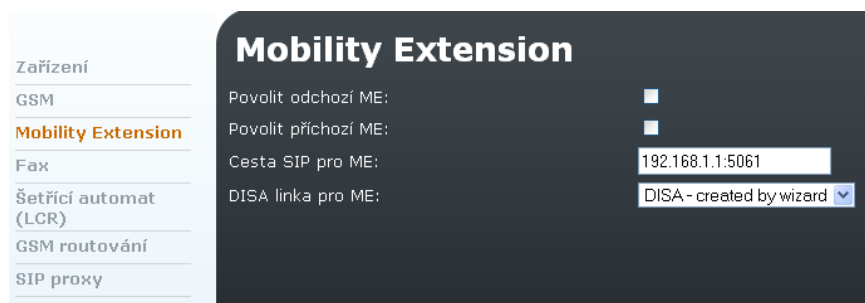 Zařízení
GSM
Mobility Extension
Fax
Šetřící automat
(LCR)
GSM routování
SIP proxy
Mobility Extension
Povolit odchozí ME:
Povolit příchozí ME:
Cesta SIP pro ME: 192.168.1.1:5061
DISA linka pro ME: DISA - created by wizard